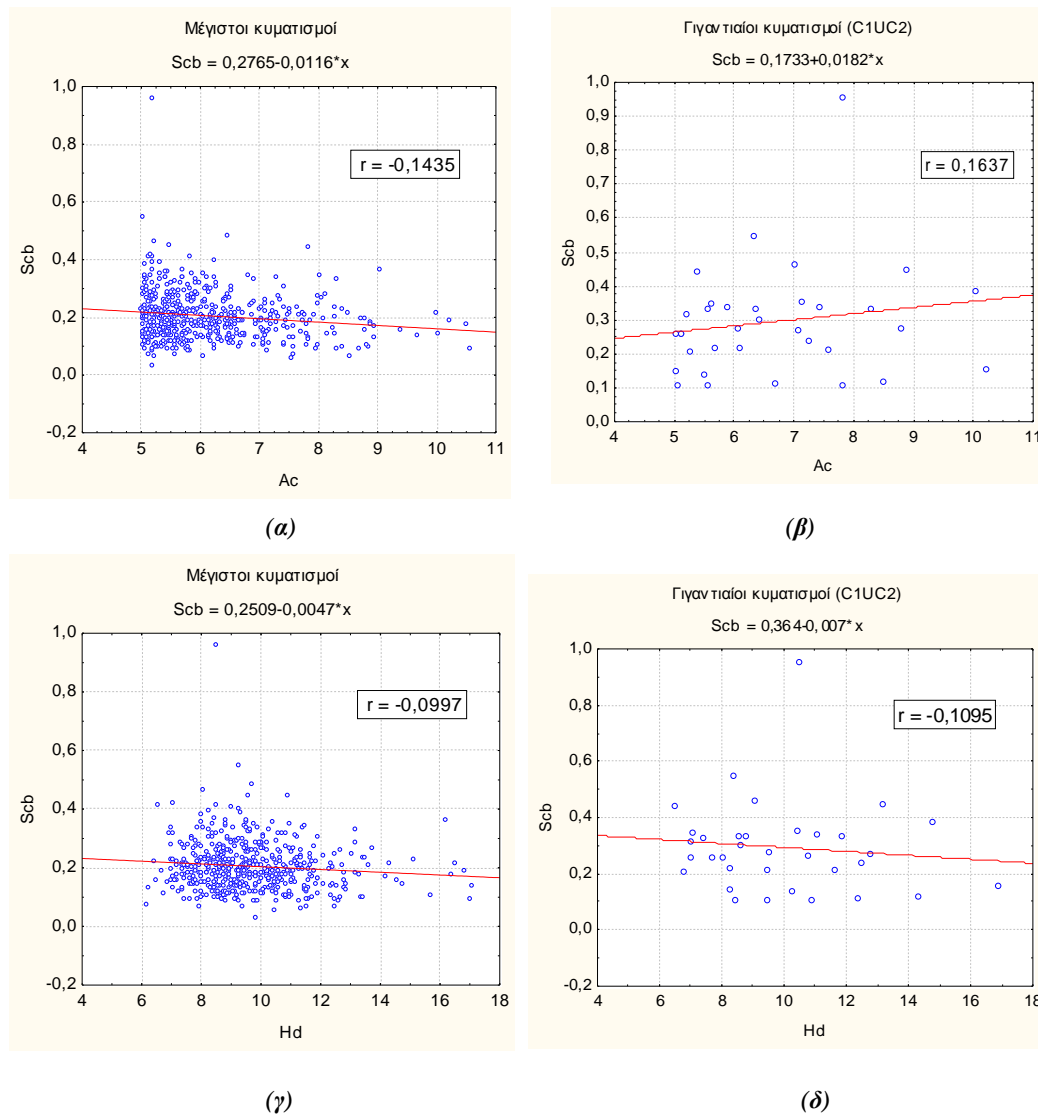 Μέγιστοι κυματισμοί
Scb = 0,2765-0,0116*x
1,0
0,8
0,6
0,4
0,2
0,0
-0,2
Scb
r = -0,1435
4 5 6 7 8 9 10 11
Ac
(α)
Γιγαντιαίοι κυματισμοί (C1UC2)
Scb = 0,1733+0,0182*x
1,0
0,9
0,8
0,7
0,6
0,5
0,4
0,3
0,2
0,1
0,0
Scb
r = 0,1637
4 5 6 7 8 9 10 11
Ac
(β)
Μέγιστοι κυματισμοί
Scb = 0,2509-0,0047*x
1,0
0,8
0,6
0,4
0,2
0,0
-0,2
Scb
r = -0,0997
4 6 8 10 12 14 16 18
Hd
(γ)
Γιγαντιαίοι κυματισμοί (C1UC2)
Scb = 0,364-0,007*x
1,0
0,8
0,6
0,4
0,2
0,0
-0,2
Scb
r = -0,1095
4 6 8 10 12 14 16 18
Hd
(δ)